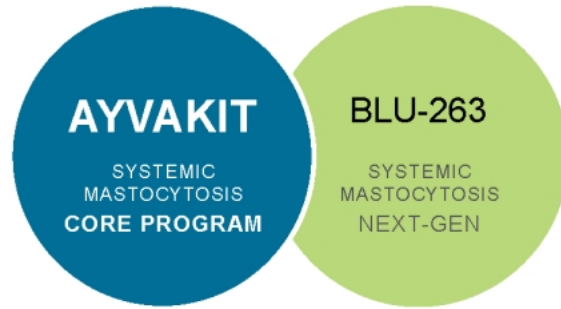 AYVAKIT
SYSTEMIC
MASTOCYTOSIS
CORE PROGRAM
BLU-263
SYSTEMIC
MASTOCYTOSIS
NEXT-GEN